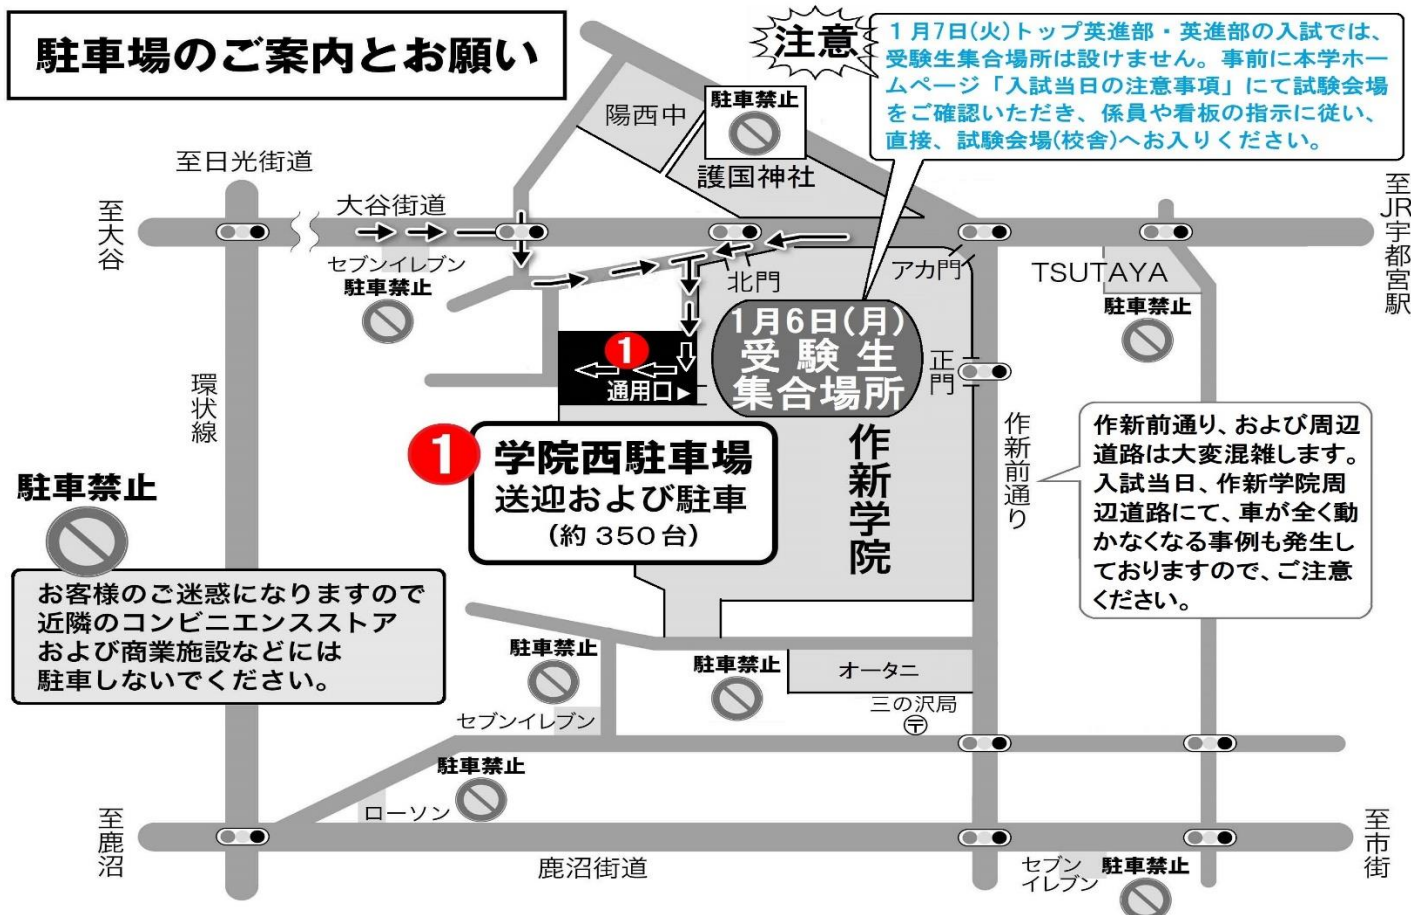 駐車場のご案内とお願い
注意
1月7日(火)トップ英進部・英進部の入試では、
受験生集合場所は設けません。事前に本学ホー
ムページ「入試当日の注意事項」にて試験会場
をご確認いただき、係員や看板の指示に従い、
直接、試験会場(校舎)へお入りください。
陽西中
駐車禁止
護国神社
至日光街道
至大谷
大谷街道
セブンイレブン
駐車禁止
北門
アカ門
TSUTAYA
駐車禁止
至JR宇都宮駅
1月6日(月)
受験生
集合場所
正門
1
通用口▶
環状線
1
学院西駐車場
送迎および駐車
(約350台)
作新学院
作新前通り
作新前通り、および周辺
道路は大変混雑します。
入試当日、作新学院周
辺道路にて、車が全く動
かなくなる事例も発生し
ておりますので、ご注意
ください。
駐車禁止
お客様のご迷惑になりますので
近隣のコンビニエンスストア
および商業施設などには
駐車しないでください。
駐車禁止
セブンイレブン
駐車禁止
オータニ
三の沢局
〒
駐車禁止
ローソン
至鹿沼
鹿沼街道
セブン
イレブン
駐車禁止
至市街